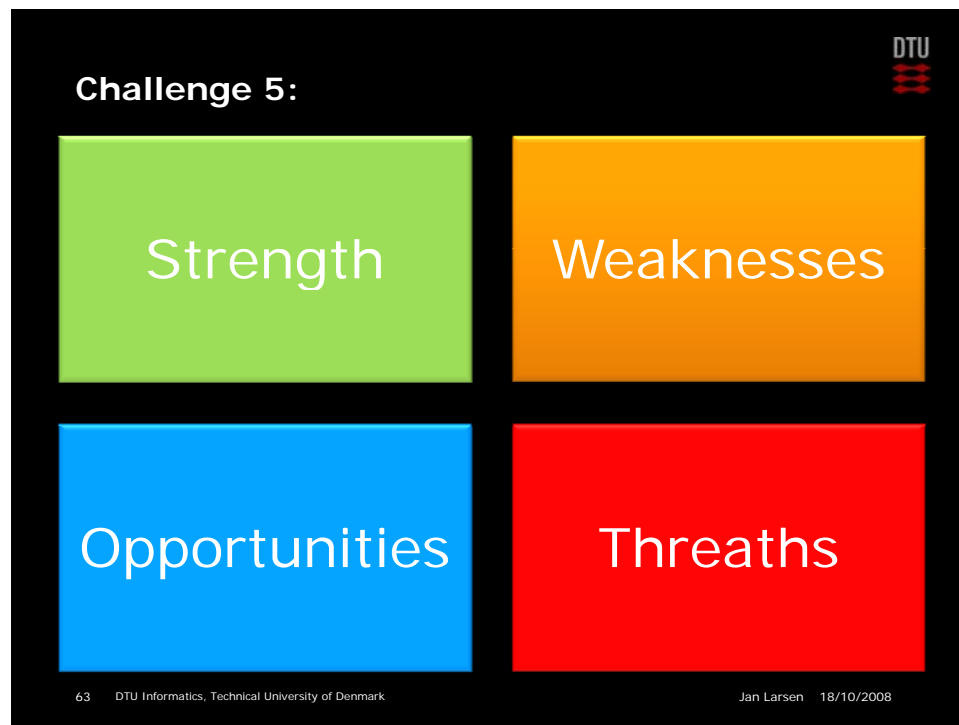 DTU
Challenge 5:
Strength
Weaknesses
Opportunities
Threaths
63 DTU Informatics, Technical University of Denmark
Jan Larsen 18/10/2008